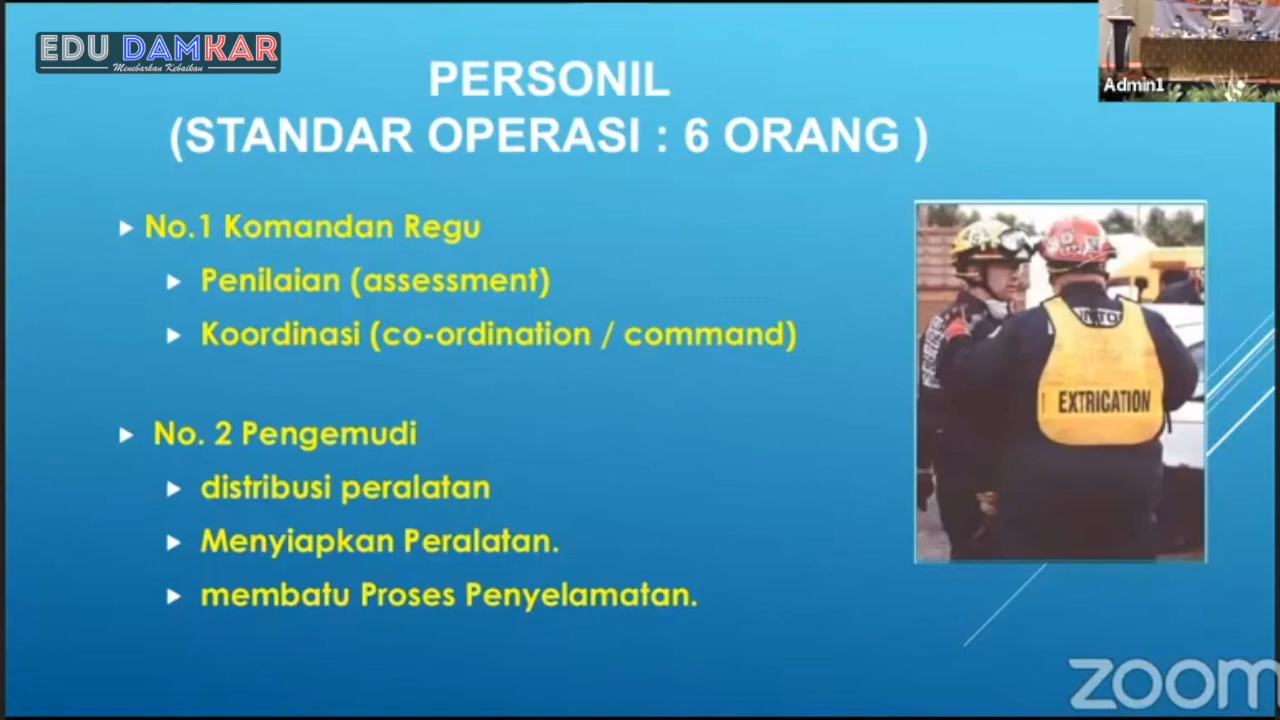 EDU DAMKAR
Menebarkan Kebaikan
Admin1
PERSONIL
(STANDAR OPERASI : 6 ORANG )
No.1 Komandan Regu
Penilaian (assessment)
Koordinasi (co-ordination / command)
No. 2 Pengemudi
distribusi peralatan
Menyiapkan Peralatan.
membatu Proses Penyelamatan.
EXTRICATION
zoom